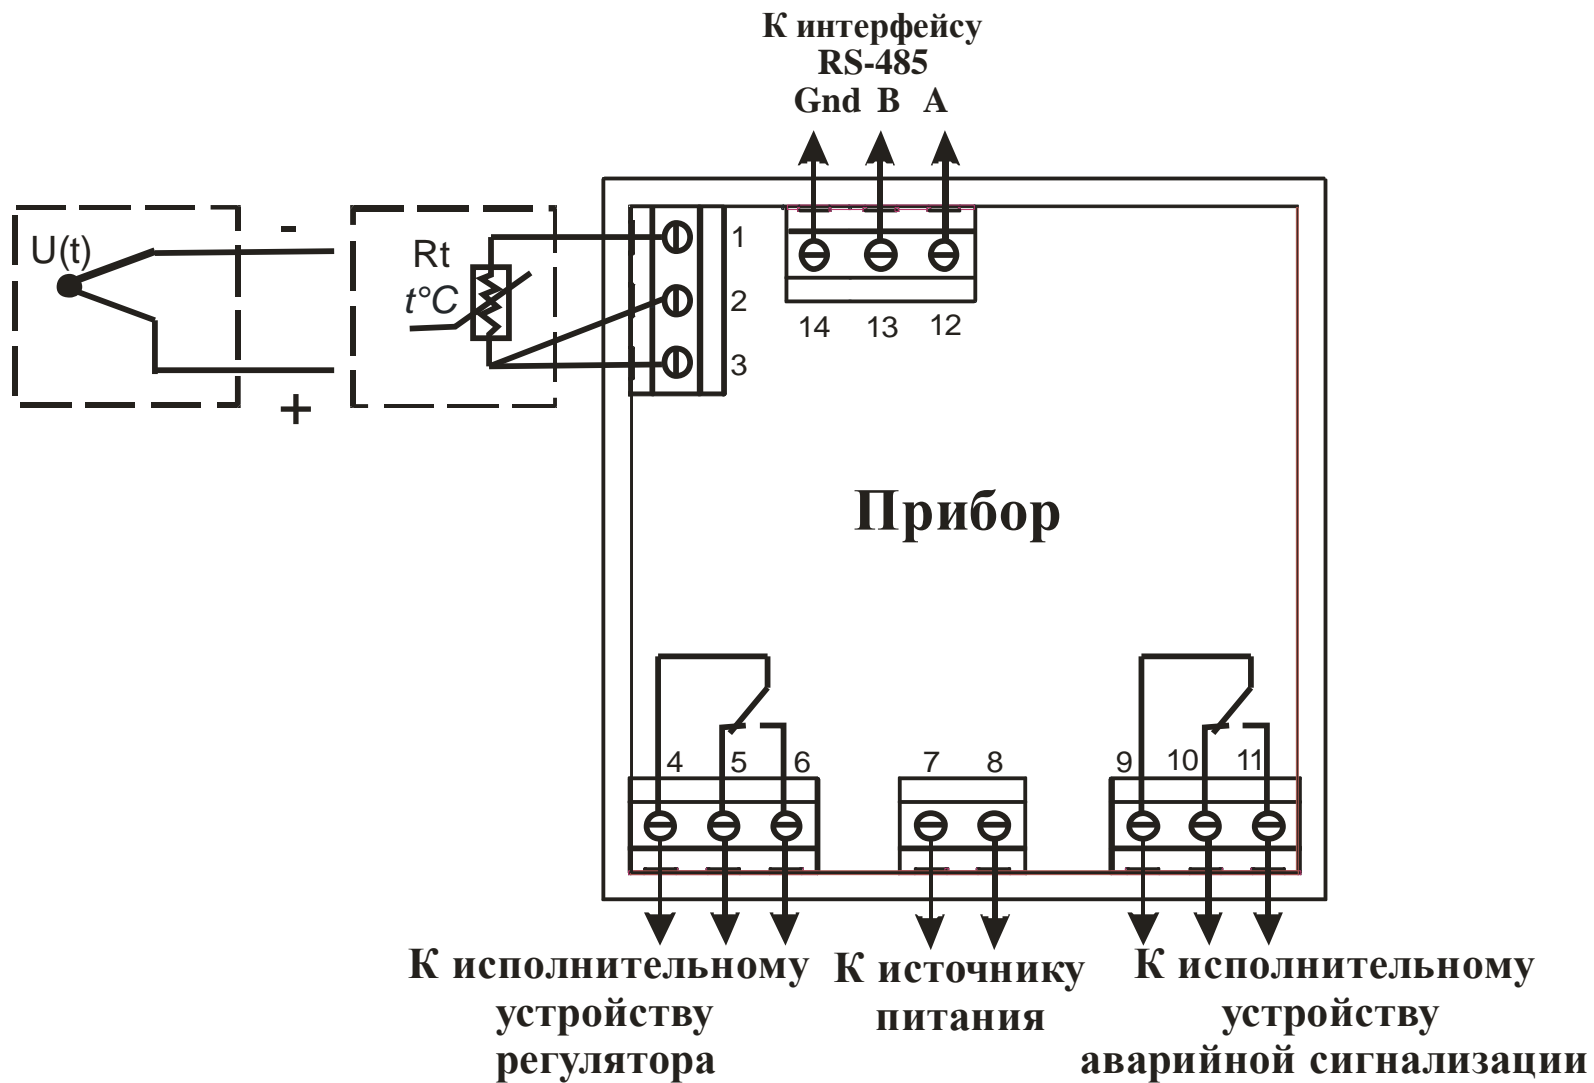 К интерфейсу
RS-485
Gnd B A
14 13 12
U(t)
-
+
Rt
t°C
1
2
3
Прибор
4 5 6
7 8
9 10 11
К исполнительному
устройству
регулятора
К источнику
питания
К исполнительному
устройству
аварийной сигнализации